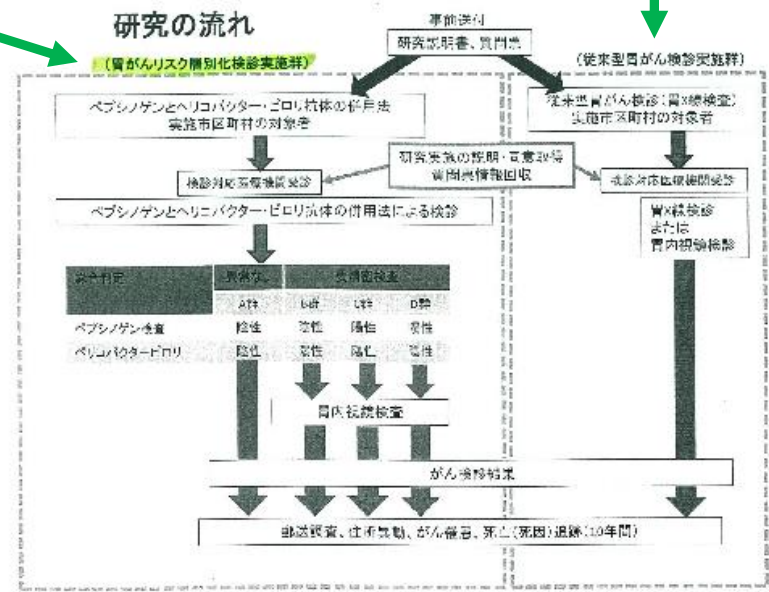 研究の流れ
事前送付
研究説明書、質問票
(胃がんリスク層別化検診実施群)
(従来型胃がん検診実施群)
ペプシノゲンとヘリコバクター・ピロリ抗体の併用法
実施市区町村の対象者
従来型胃がん検診(胃X線検査)
実施市区町村の対象者
研究実施の説明・同意取得
質問票情報回収
検診対応医療機関受診
検診対応医療機関受診
ペプシノゲンとヘリコバクター・ピロリ抗体の併用法による検診
胃X線検診
または
胃内視鏡検診
総合判定 異常なし 要精密検査
A群 B群 C群 D群
ペプシノゲン検査 陰性 陰性 陽性 陽性
ヘリコバクターピロリ 陰性 陽性 陽性 陰性
胃内視鏡検査
がん検診結果
郵送調査、住所異動、がん罹患、死亡(死因)追跡(10年間)